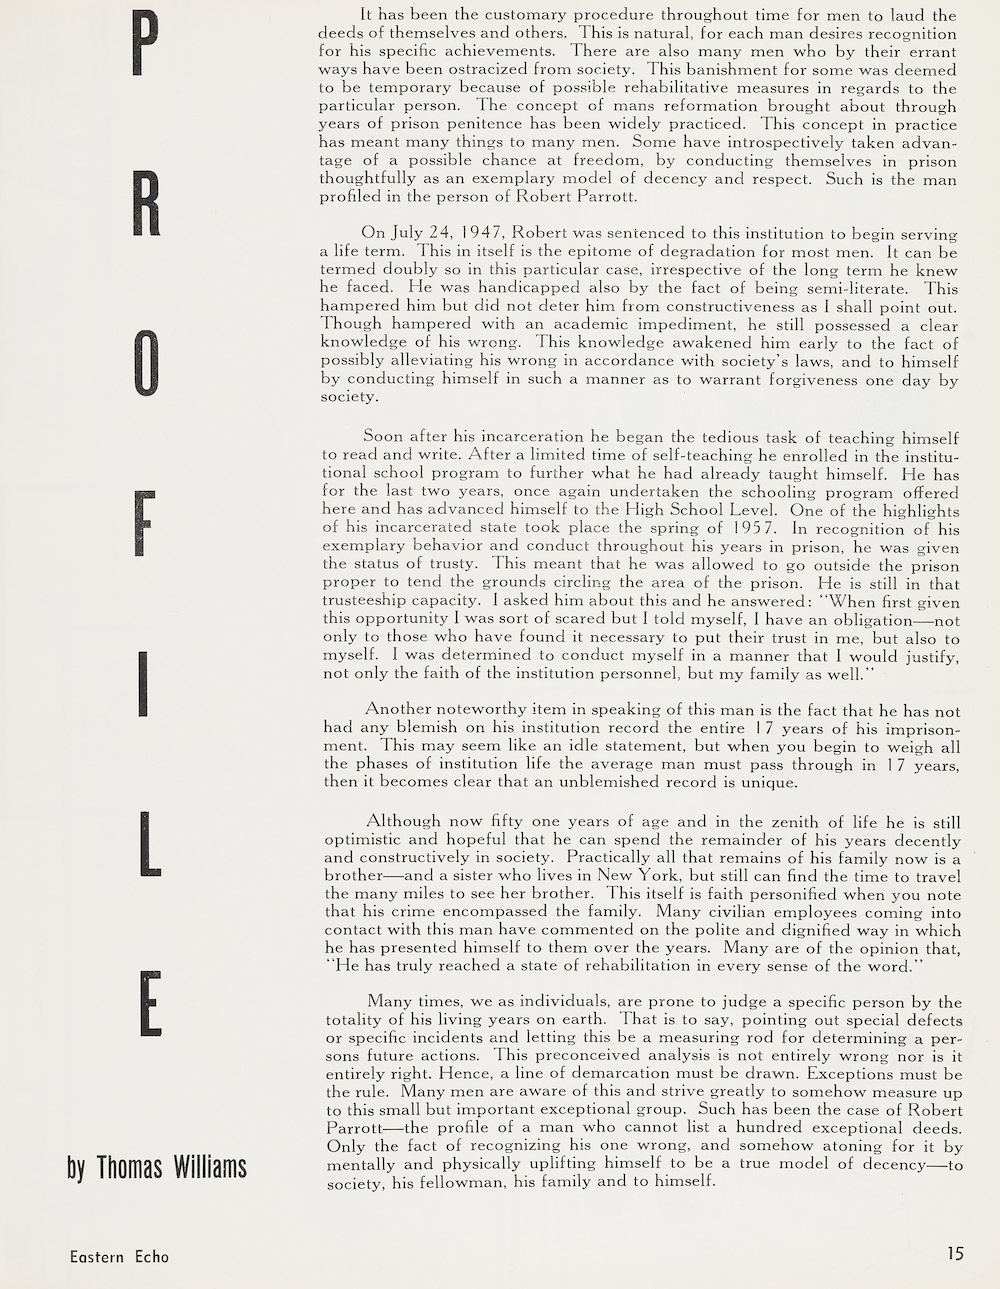 PROFILE
by Thomas Williams
It has been the customary procedure throughout time for men to laud the
deeds of themselves and others. This is natural, for each man desires recognition
for his specific achievements. There are also many men who by their errant
ways have been ostracized from society. This banishment for some was deemed
to be temporary because of possible rehabilitative measures in regards to the
particular person. The concept of mans reformation brought about through
years of prison penitence has been widely practiced. This concept in practice
has meant many things to many men. Some have introspectively taken advan-
tage of a possible chance at freedom, by conducting themselves in prison
thoughtfully as an exemplary model of decency and respect. Such is the man
profiled in the person of Robert Parrott.
On July 24, 1947, Robert was sentenced to this institution to begin serving
a life term. This in itself is the epitome of degradation for most men. It can be
termed doubly so in this particular case, irrespective of the long term he knew
he faced. He was handicapped also by the fact of being semi-literate. This
hampered him but did not deter him from constructiveness as I shall point out.
Though hampered with an academic impediment, he still possessed a clear
knowledge of his wrong. This knowledge awakened him early to the fact of
possibly alleviating his wrong in accordance with society's laws, and to himself
by conducting himself in such a manner as to warrant forgiveness one day by
society.
Soon after his incarceration he began the tedious task of teaching himself
to read and write. After a limited time of self-teaching he enrolled in the institu-
tional school program to further what he had already taught himself. He has
for the last two years, once again undertaken the schooling program offered
here and has advanced himself to the High School Level. One of the highlights
of his incarcerated state took place the spring of 1957. In recognition of his
exemplary behavior and conduct throughout his years in prison, he was given
the status of trusty. This meant that he was allowed to go outside the prison
proper to tend the grounds circling the area of the prison. He is still in that
trusteeship capacity. I asked him about this and he answered: "When first given
this opportunity I was sort of scared but I told myself, I have an obligation—not
only to those who have found it necessary to put their trust in me, but also to
myself. I was determined to conduct myself in a manner that I would justify,
not only the faith of the institution personnel, but my family as well."
Another noteworthy item in speaking of this man is the fact that he has not
had any blemish on his institution record the entire 17 years of his imprison-
ment. This may seem like an idle statement, but when you begin to weigh all
the phases of institution life the average man must pass through in 17 years,
then it becomes clear that an unblemished record is unique.
Although now fifty one years of age and in the zenith of life he is still
optimistic and hopeful that he can spend the remainder of his years decently
and constructively in society. Practically all that remains of his family now is a
brother—and a sister who lives in New York, but still can find the time to travel
the many miles to see her brother. This itself is faith personified when you note
that his crime encompassed the family. Many civilian employees coming into
contact with this man have commented on the polite and dignified way in which
he has presented himself to them over the years. Many are of the opinion that,
"He has truly reached a state of rehabilitation in every sense of the word."
Many times, we as individuals, are prone to judge a specific person by the
totality of his living years on earth. That is to say, pointing out special defects
or specific incidents and letting this be a measuring rod for determining a per-
sons future actions. This preconceived analysis is not entirely wrong nor is it
entirely right. Hence, a line of demarcation must be drawn. Exceptions must be
the rule. Many men are aware of this and strive greatly to somehow measure up
to this small but important exceptional group. Such has been the case of Robert
Parrott—the profile of a man who cannot list a hundred exceptional deeds.
Only the fact of recognizing his one wrong, and somehow atoning for it by
mentally and physically uplifting himself to be a true model of decency—to
society, his fellowman, his family and to himself.
Eastern Echo
15